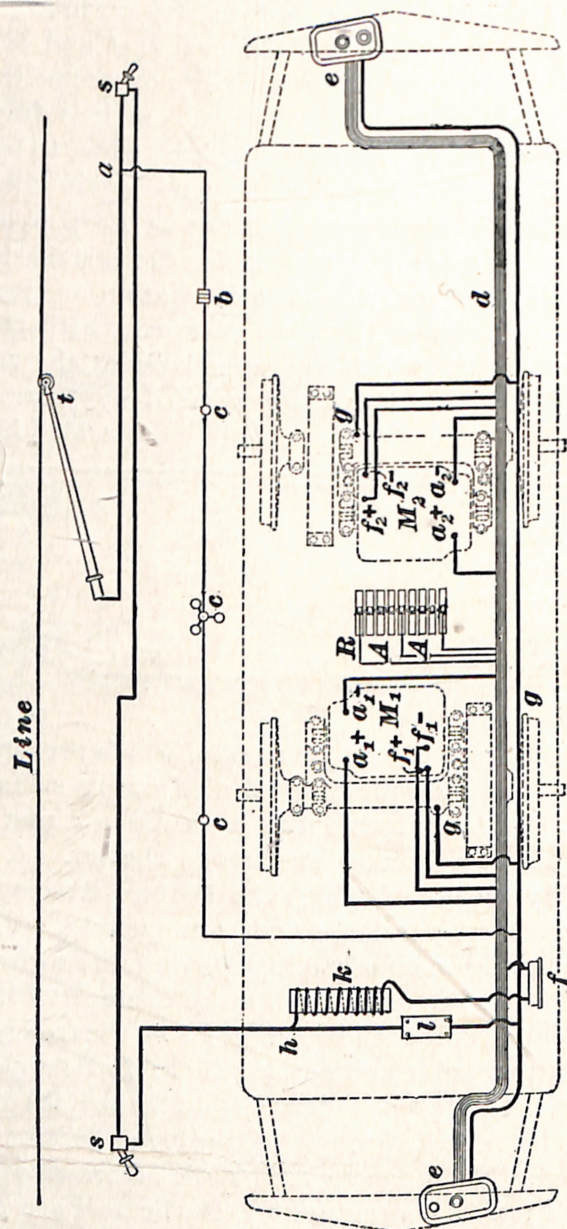 Line
t
s
a
s
b
c
c
c
e
d
g
f₂+
f₂−
M₂
a₂+
a₂−
R
A
A
a₁+
a₁−
M₁
f₁+
f₁−
g
g
k
h
l
f
e